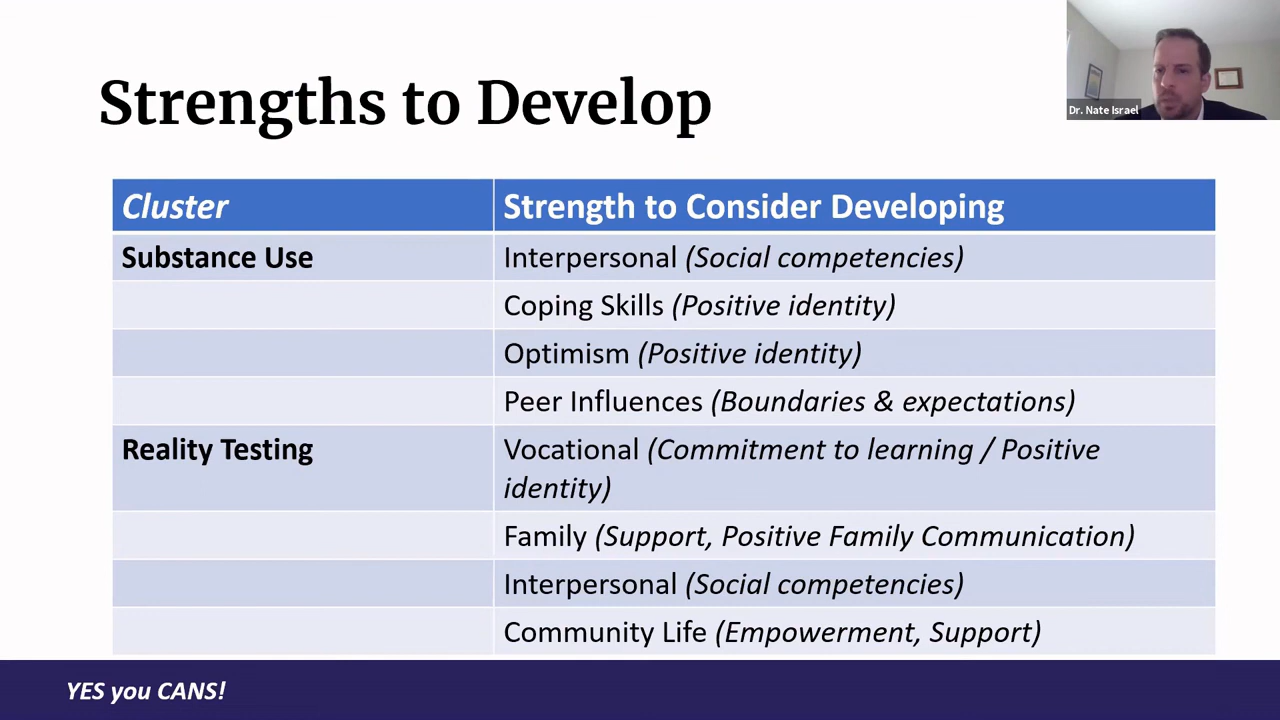 Strengths to Develop
Dr. Nate Israel
Cluster
Strength to Consider Developing
Substance Use
Interpersonal (Social competencies)
Coping Skills (Positive identity)
Optimism (Positive identity)
Peer Influences (Boundaries & expectations)
Reality Testing
Vocational (Commitment to learning / Positive
identity)
Family (Support, Positive Family Communication)
Interpersonal (Social competencies)
Community Life (Empowerment, Support)
YES you CANS!